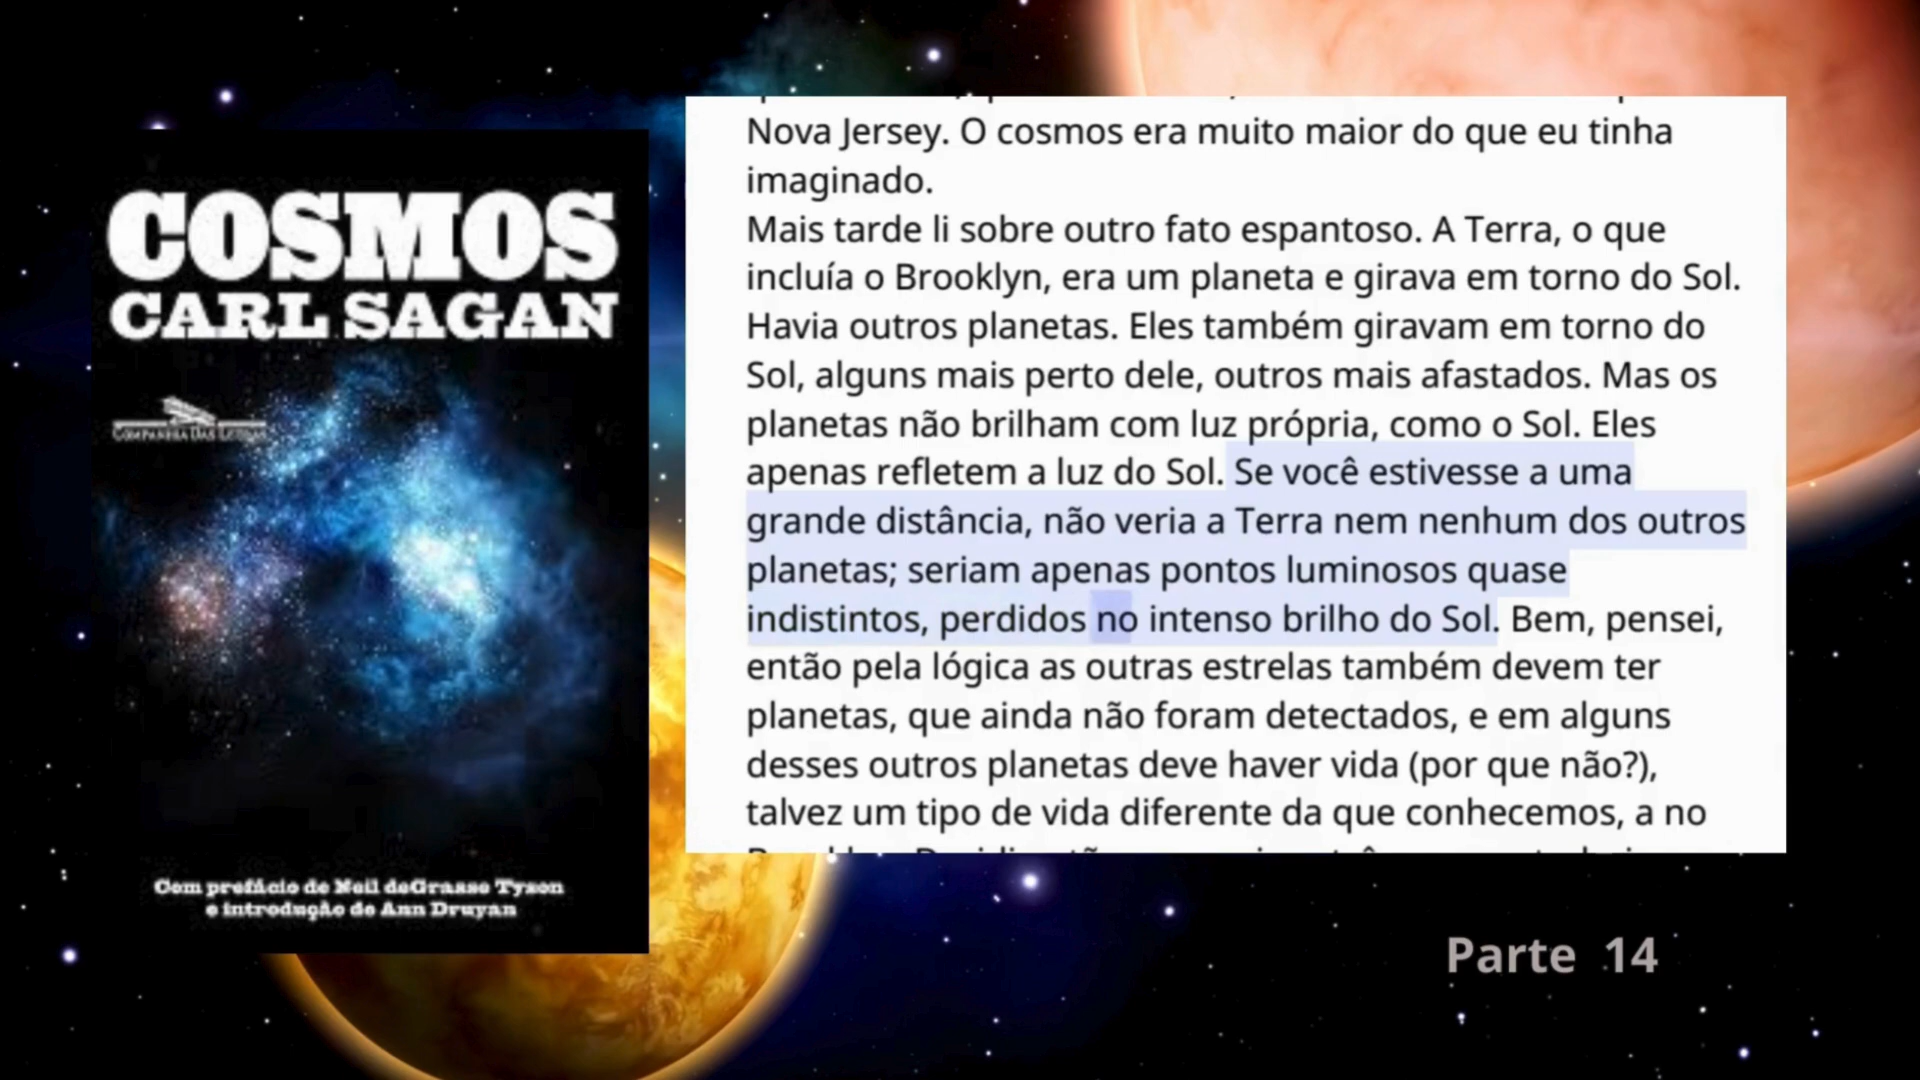 COSMOS
CARL SAGAN
COMPANHIA DAS LETRAS
Com prefácio de Neil deGrasse Tyson
e introdução de Ann Druyan
Nova Jersey. O cosmos era muito maior do que eu tinha
imaginado.
Mais tarde li sobre outro fato espantoso. A Terra, o que
incluía o Brooklyn, era um planeta e girava em torno do Sol.
Havia outros planetas. Eles também giravam em torno do
Sol, alguns mais perto dele, outros mais afastados. Mas os
planetas não brilham com luz própria, como o Sol. Eles
apenas refletem a luz do Sol. Se você estivesse a uma
grande distância, não veria a Terra nem nenhum dos outros
planetas; seriam apenas pontos luminosos quase
indistintos, perdidos no intenso brilho do Sol. Bem, pensei,
então pela lógica as outras estrelas também devem ter
planetas, que ainda não foram detectados, e em alguns
desses outros planetas deve haver vida (por que não?),
talvez um tipo de vida diferente da que conhecemos, a no
Parte 14